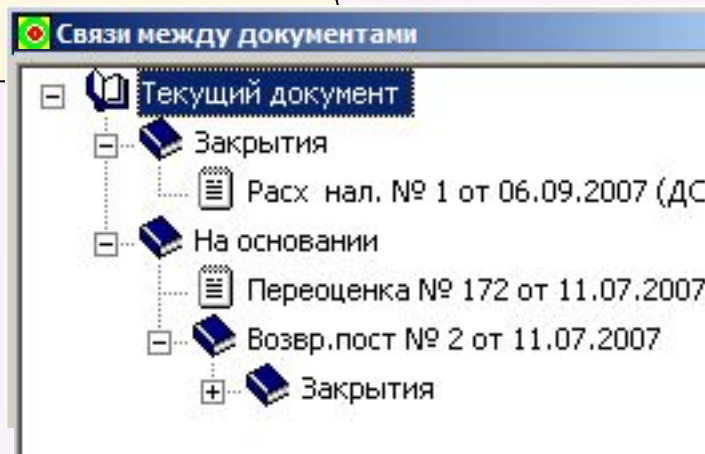 Связи между документами
Текущий документ
Закрытия
Расх нал. № 1 от 06.09.2007 (ДС
На основании
Переоценка № 172 от 11.07.2007
Возвр.пост № 2 от 11.07.2007
Закрытия